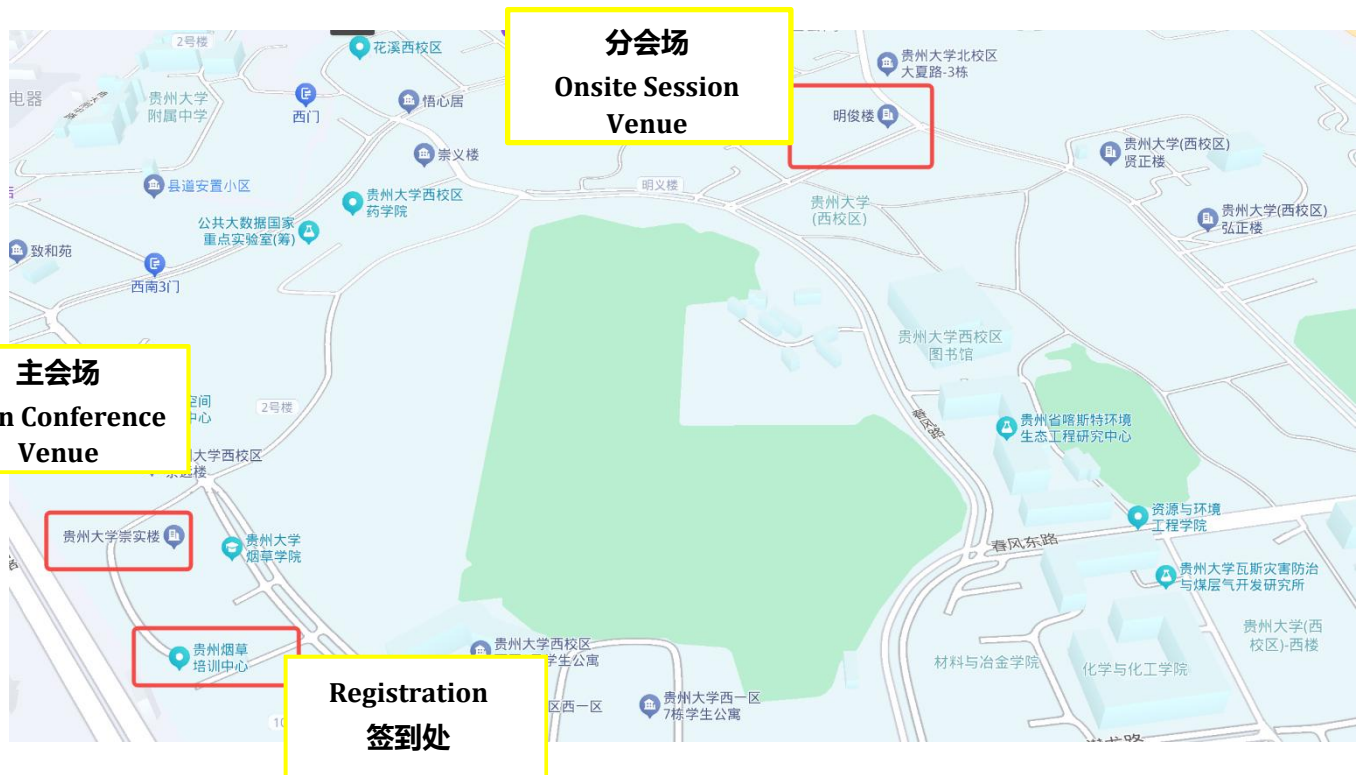 分会场
Onsite Session
Venue
2号楼
花溪西校区
贵州大学北校区
大夏路-3栋
电器
贵州大学
附属中学
西门
悟心居
明俊楼
崇义楼
贵州大学(西校区)
贤正楼
县道安置小区
明义楼
贵州大学西校区
药学院
贵州大学
(西校区)
贵州大学(西校区)
弘正楼
公共大数据国家
重点实验室(筹)
致和苑
西南3门
贵州大学西校区
图书馆
主会场
n Conference
Venue
空间
中心
2号楼
春风路
贵州省喀斯特环境
生态工程研究中心
大学西校区
资源与环境
工程学院
贵州大学崇实楼
贵州大学
烟草学院
春风东路
贵州大学瓦斯灾害防治
与煤层气开发研究所
贵州烟草
培训中心
贵州大学西校区
学生公寓
贵州大学(西
校区)-西楼
材料与冶金学院
化学与化工学院
Registration
签到处
区西一区
贵州大学西一区
7栋学生公寓
10